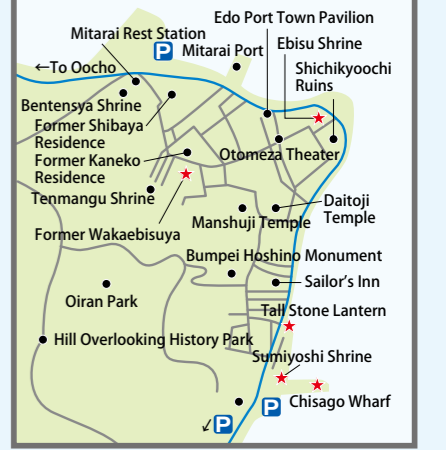 Edo Port Town Pavilion
Mitarai Rest Station
P
Mitarai Port
Ebisu Shrine
←To Oocho
Shichikyoochi
Ruins
Bentensya Shrine
Former Shibaya
Residence
Former Kaneko
Residence
Otomeza Theater
Tenmangu Shrine
Daitoji
Temple
Manshuji Temple
Former Wakaebisuya
Bumpei Hoshino Monument
Sailor's Inn
Oiran Park
Tall Stone Lantern
Hill Overlooking History Park
Sumiyoshi Shrine
Chisago Wharf
P
↙P